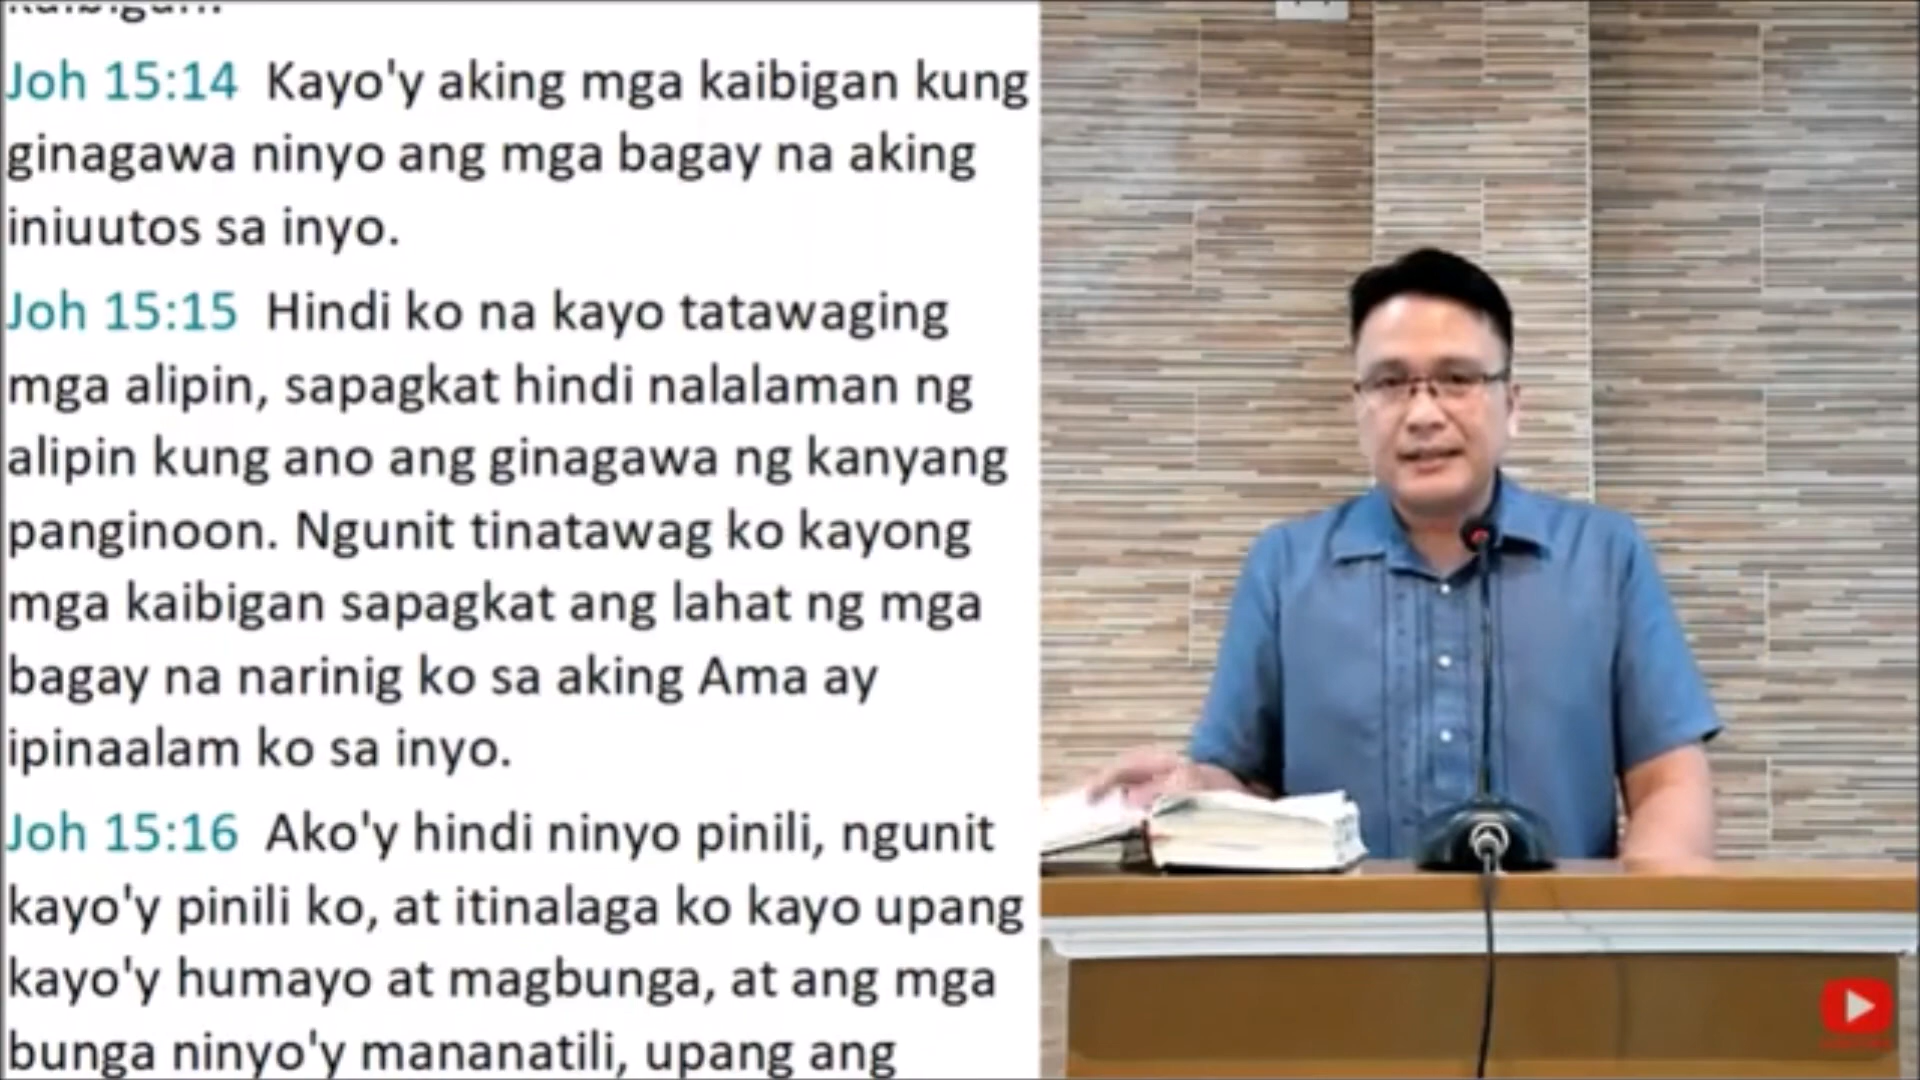 kaibigan.
Joh 15:14 Kayo'y aking mga kaibigan kung
ginagawa ninyo ang mga bagay na aking
iniuutos sa inyo.
Joh 15:15 Hindi ko na kayo tatawaging
mga alipin, sapagkat hindi nalalaman ng
alipin kung ano ang ginagawa ng kanyang
panginoon. Ngunit tinatawag ko kayong
mga kaibigan sapagkat ang lahat ng mga
bagay na narinig ko sa aking Ama ay
ipinaalam ko sa inyo.
Joh 15:16 Ako'y hindi ninyo pinili, ngunit
kayo'y pinili ko, at itinalaga ko kayo upang
kayo'y humayo at magbunga, at ang mga
bunga ninyo'y mananatili, upang ang